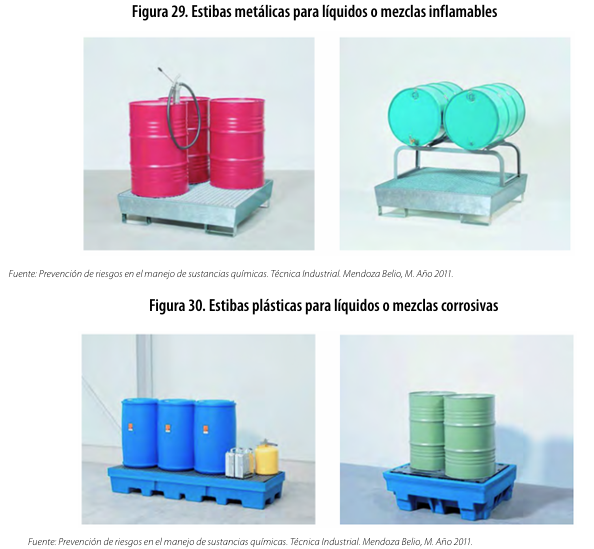 Figura 29. Estibas metálicas para líquidos o mezclas inflamables
Fuente: Prevención de riesgos en el manejo de sustancias químicas. Técnica Industrial. Mendoza Belio, M. Año 2011.
Figura 30. Estibas plásticas para líquidos o mezclas corrosivas
Fuente: Prevención de riesgos en el manejo de sustancias químicas. Técnica Industrial. Mendoza Belio, M. Año 2011.